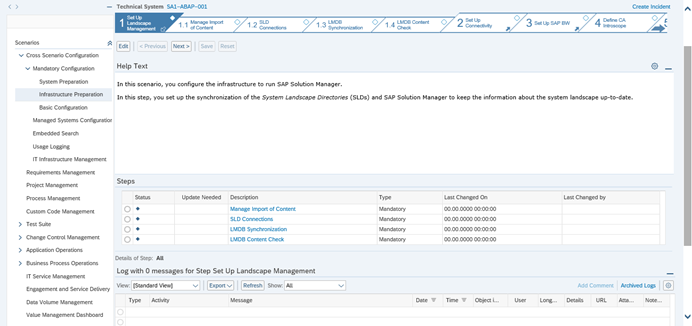 Technical System SA1-ABAP-001
Create Incident
1 Set Up Landscape Management
1.1 Manage Import of Content
1.2 SLD Connections
1.3 LMDB Synchronization
1.4 LMDB Content Check
2 Set Up Connectivity
3 Set Up SAP BW
4 Define CA Introscope
Edit < Previous Next > Save Reset
Scenarios
Cross Scenario Configuration
Mandatory Configuration
System Preparation
Infrastructure Preparation
Basic Configuration
Managed Systems Configuration
Embedded Search
Usage Logging
IT Infrastructure Management
Requirements Management
Project Management
Process Management
Custom Code Management
Test Suite
Change Control Management
Application Operations
Business Process Operations
IT Service Management
Engagement and Service Delivery
Data Volume Management
Value Management Dashboard
Help Text
In this scenario, you configure the infrastructure to run SAP Solution Manager.
In this step, you set up the synchronization of the System Landscape Directories (SLDs) and SAP Solution Manager to keep the information about the system landscape up-to-date.
Steps
Status Update Needed Description Type Last Changed On Last Changed by
Manage Import of Content Mandatory 00.00.0000 00:00:00
SLD Connections Mandatory 00.00.0000 00:00:00
LMDB Synchronization Mandatory 00.00.0000 00:00:00
LMDB Content Check Mandatory 00.00.0000 00:00:00
Details of Step: All
Log with 0 messages for Step Set Up Landscape Management
View: [Standard View] Export Refresh Show: All Add Comment Archived Logs
Type Activity Message Date Time Object i... User Long... Details URL Atta... Note...